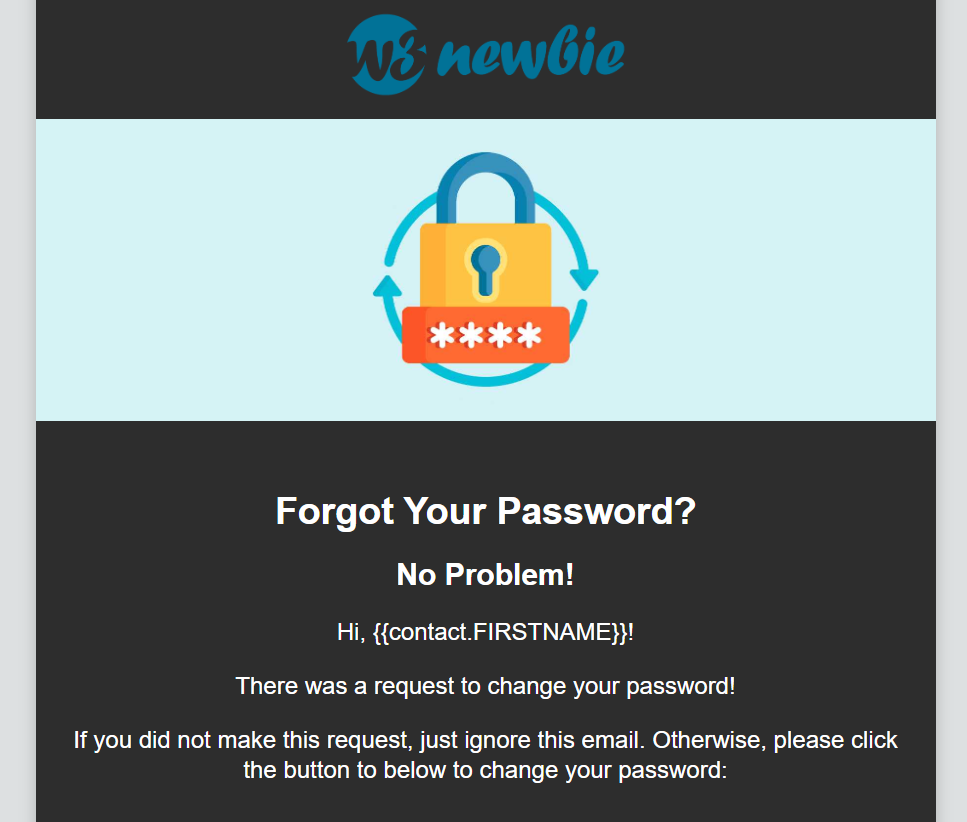 W3 newbie
****
Forgot Your Password?
No Problem!
Hi, {{contact.FIRSTNAME}}!
There was a request to change your password!
If you did not make this request, just ignore this email. Otherwise, please click
the button to below to change your password: